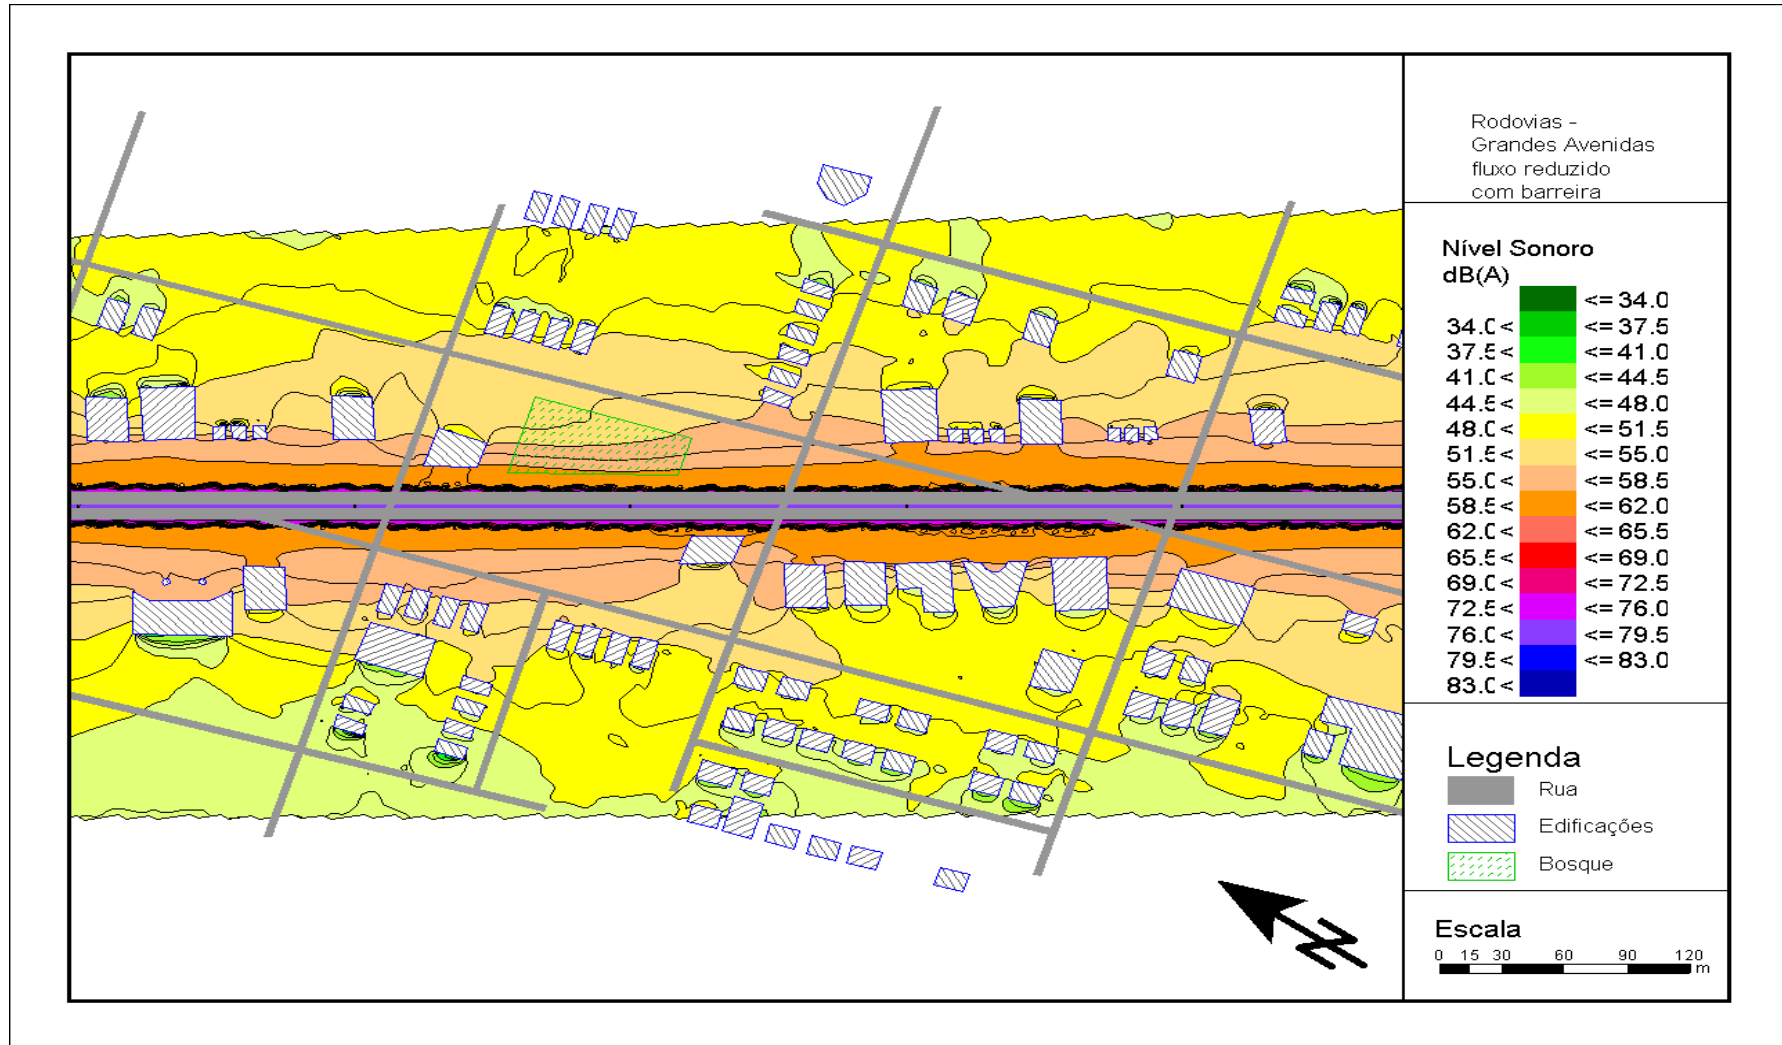 Rodovias -
Grandes Avenidas
fluxo reduzido
com barreira
Nível Sonoro
dB(A)
<= 34.0
34.0 < <= 37.5
37.5 < <= 41.0
41.0 < <= 44.5
44.5 < <= 48.0
48.0 < <= 51.5
51.5 < <= 55.0
55.0 < <= 58.5
58.5 < <= 62.0
62.0 < <= 65.5
65.5 < <= 69.0
69.0 < <= 72.5
72.5 < <= 76.0
76.0 < <= 79.5
79.5 < <= 83.0
83.0 <
Legenda
Rua
Edificações
Bosque
N
Escala
0 15 30 60 90 120
m